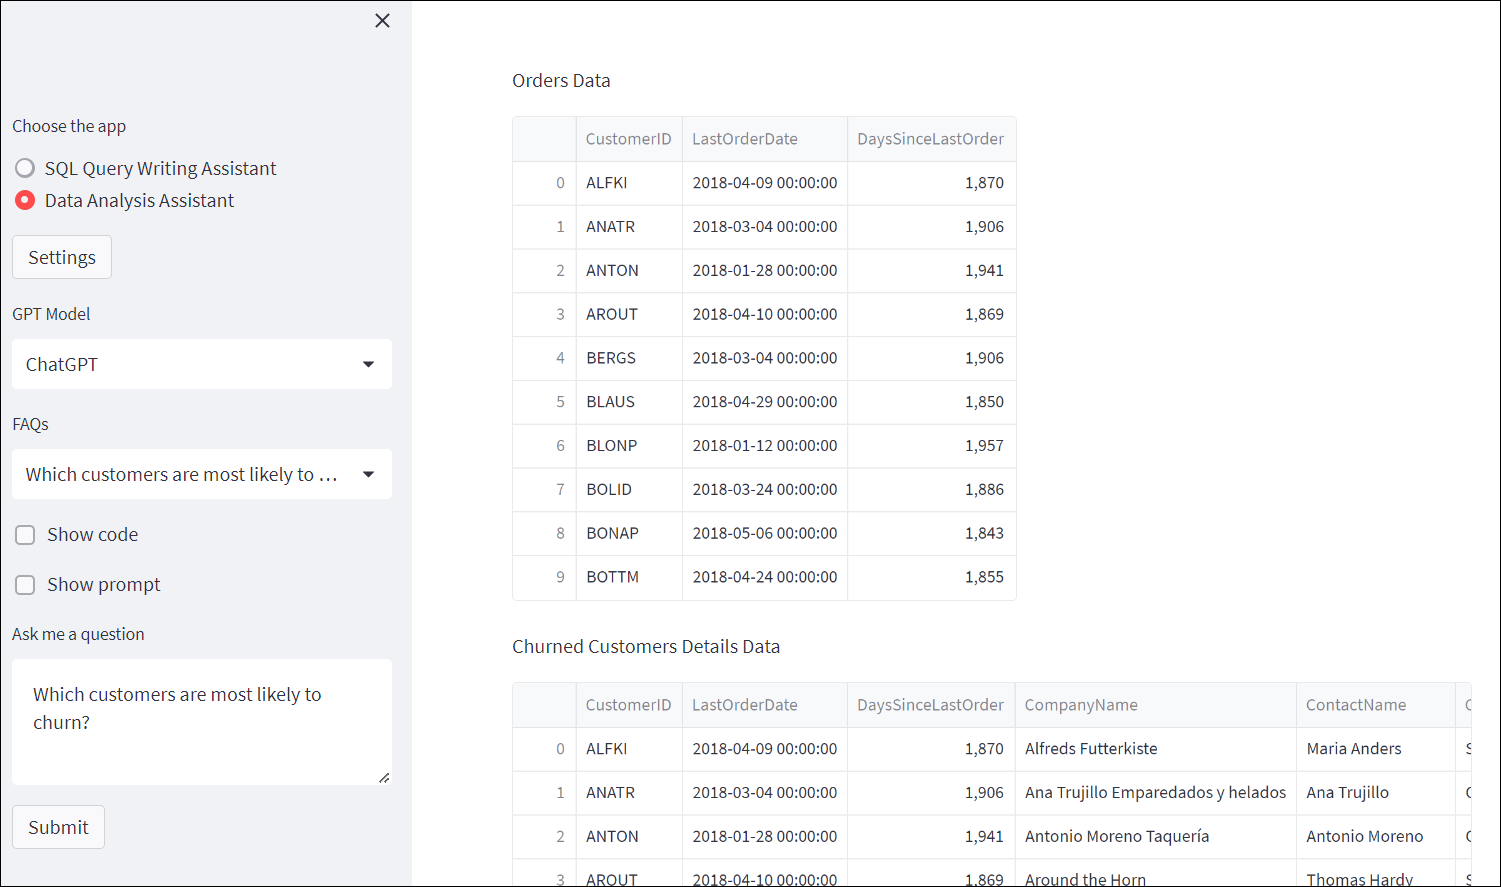 Choose the app
SQL Query Writing Assistant
Data Analysis Assistant
Settings
GPT Model
ChatGPT
FAQs
Which customers are most likely to ...
Show code
Show prompt
Ask me a question
Which customers are most likely to
churn?
Submit
Orders Data
CustomerID LastOrderDate DaysSinceLastOrder
0 ALFKI 2018-04-09 00:00:00 1,870
1 ANATR 2018-03-04 00:00:00 1,906
2 ANTON 2018-01-28 00:00:00 1,941
3 AROUT 2018-04-10 00:00:00 1,869
4 BERGS 2018-03-04 00:00:00 1,906
5 BLAUS 2018-04-29 00:00:00 1,850
6 BLONP 2018-01-12 00:00:00 1,957
7 BOLID 2018-03-24 00:00:00 1,886
8 BONAP 2018-05-06 00:00:00 1,843
9 BOTTM 2018-04-24 00:00:00 1,855
Churned Customers Details Data
CustomerID LastOrderDate DaysSinceLastOrder CompanyName ContactName
0 ALFKI 2018-04-09 00:00:00 1,870 Alfreds Futterkiste Maria Anders
1 ANATR 2018-03-04 00:00:00 1,906 Ana Trujillo Emparedados y helados Ana Trujillo
2 ANTON 2018-01-28 00:00:00 1,941 Antonio Moreno Taquería Antonio Moreno
3 AROUT 2018-04-10 00:00:00 1,869 Around the Horn Thomas Hardy